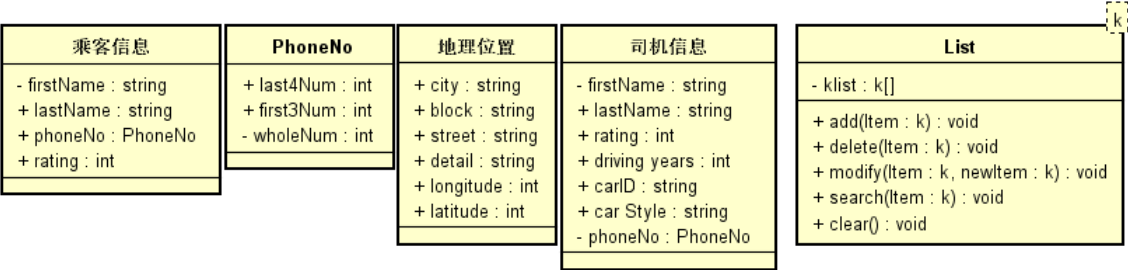 乘客信息
- firstName : string
+ lastName : string
+ phoneNo : PhoneNo
+ rating : int
PhoneNo
+ last4Num : int
+ first3Num : int
- wholeNum : int
地理位置
+ city : string
+ block : string
+ street : string
+ detail : string
+ longitude : int
+ latitude : int
司机信息
- firstName : string
+ lastName : string
+ rating : int
+ driving years : int
+ carID : string
+ car Style : string
- phoneNo : PhoneNo
k
List
- klist : k[]
+ add(Item : k) : void
+ delete(Item : k) : void
+ modify(Item : k, newItem : k) : void
+ search(Item : k) : void
+ clear() : void